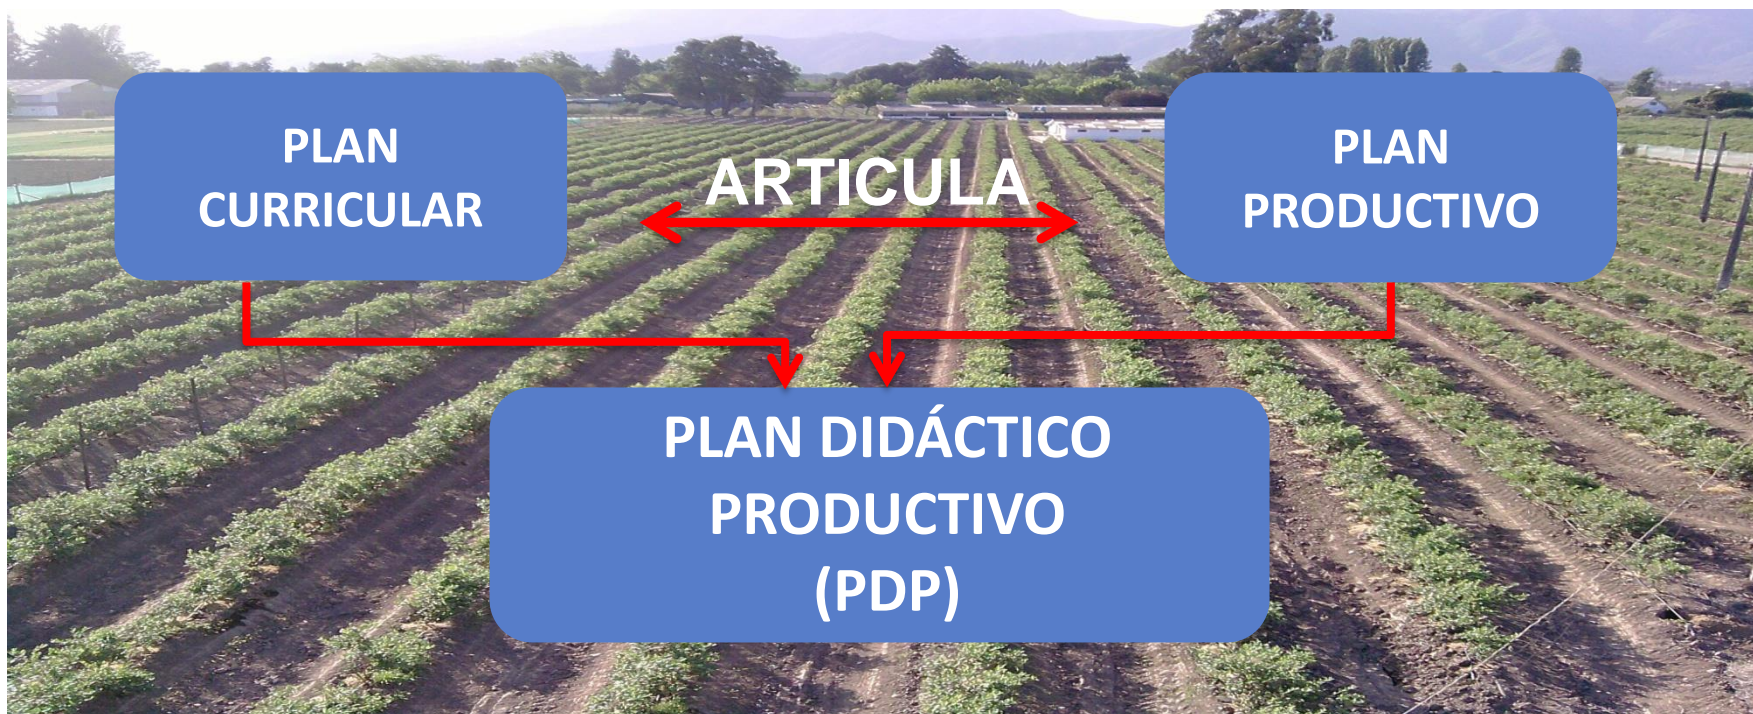 PLAN
CURRICULAR
ARTICULA
PLAN
PRODUCTIVO
PLAN DIDÁCTICO
PRODUCTIVO
(PDP)